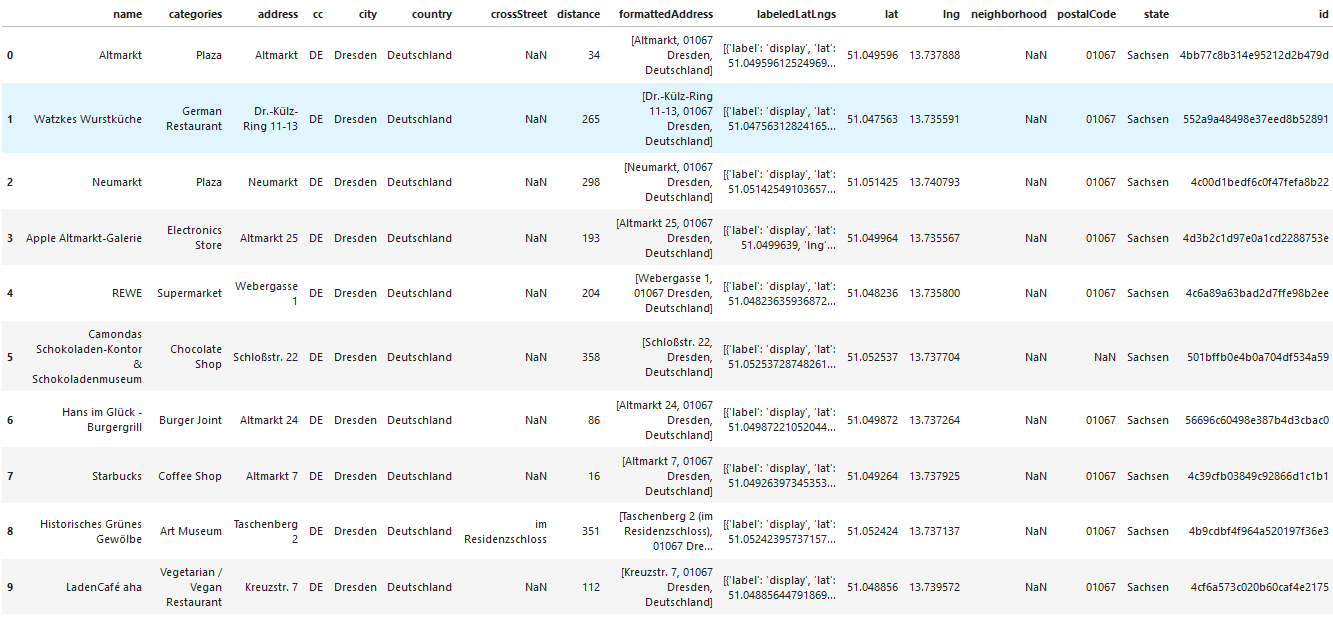 name categories address cc city country crossStreet distance formattedAddress labeledLatLngs lat lng neighborhood postalCode state id
0 Altmarkt Plaza Altmarkt DE Dresden Deutschland NaN 34 [Altmarkt, 01067 Dresden, Deutschland] [{'label': 'display', 'lat': 51.04959612524969... 51.049596 13.737888 NaN 01067 Sachsen 4bb77c8b314e95212d2b479d
1 Watzkes Wurstküche German Restaurant Dr.-Külz-Ring 11-13 DE Dresden Deutschland NaN 265 [Dr.-Külz-Ring 11-13, 01067 Dresden, Deutschland] [{'label': 'display', 'lat': 51.04756312824165... 51.047563 13.735591 NaN 01067 Sachsen 552a9a48498e37eed8b52891
2 Neumarkt Plaza Neumarkt DE Dresden Deutschland NaN 298 [Neumarkt, 01067 Dresden, Deutschland] [{'label': 'display', 'lat': 51.05142549103657... 51.051425 13.740793 NaN 01067 Sachsen 4c00d1bedf6c0f47fefa8b22
3 Apple Altmarkt-Galerie Electronics Store Altmarkt 25 DE Dresden Deutschland NaN 193 [Altmarkt 25, 01067 Dresden, Deutschland] [{'label': 'display', 'lat': 51.0499639, 'lng'... 51.049964 13.735567 NaN 01067 Sachsen 4d3b2c1d97e0a1cd2288753e
4 REWE Supermarket Webergasse 1 DE Dresden Deutschland NaN 204 [Webergasse 1, 01067 Dresden, Deutschland] [{'label': 'display', 'lat': 51.04823635936872... 51.048236 13.735800 NaN 01067 Sachsen 4c6a89a63bad2d7ffe98b2ee
5 Camondas Schokoladen-Kontor & Schokoladenmuseum Chocolate Shop Schloßstr. 22 DE Dresden Deutschland NaN 358 [Schloßstr. 22, Dresden, Deutschland] [{'label': 'display', 'lat': 51.05253728748261... 51.052537 13.737704 NaN NaN Sachsen 501bffb0e4b0a704df534a59
6 Hans im Glück - Burgergrill Burger Joint Altmarkt 24 DE Dresden Deutschland NaN 86 [Altmarkt 24, 01067 Dresden, Deutschland] [{'label': 'display', 'lat': 51.04987221052044... 51.049872 13.737264 NaN 01067 Sachsen 56696c60498e387b4d3cbac0
7 Starbucks Coffee Shop Altmarkt 7 DE Dresden Deutschland NaN 16 [Altmarkt 7, 01067 Dresden, Deutschland] [{'label': 'display', 'lat': 51.04926397345353... 51.049264 13.737925 NaN 01067 Sachsen 4c39cfb03849c92866d1c1b1
8 Historisches Grünes Gewölbe Art Museum Taschenberg 2 DE Dresden Deutschland im Residenzschloss 351 [Taschenberg 2 (im Residenzschloss), 01067 Dre... [{'label': 'display', 'lat': 51.05242395737157... 51.052424 13.737137 NaN 01067 Sachsen 4b9cdbf4f964a520197f36e3
9 LadenCafé aha Vegetarian / Vegan Restaurant Kreuzstr. 7 DE Dresden Deutschland NaN 112 [Kreuzstr. 7, 01067 Dresden, Deutschland] [{'label': 'display', 'lat': 51.04885644791869... 51.048856 13.739572 NaN 01067 Sachsen 4cf6a573c020b60caf4e2175